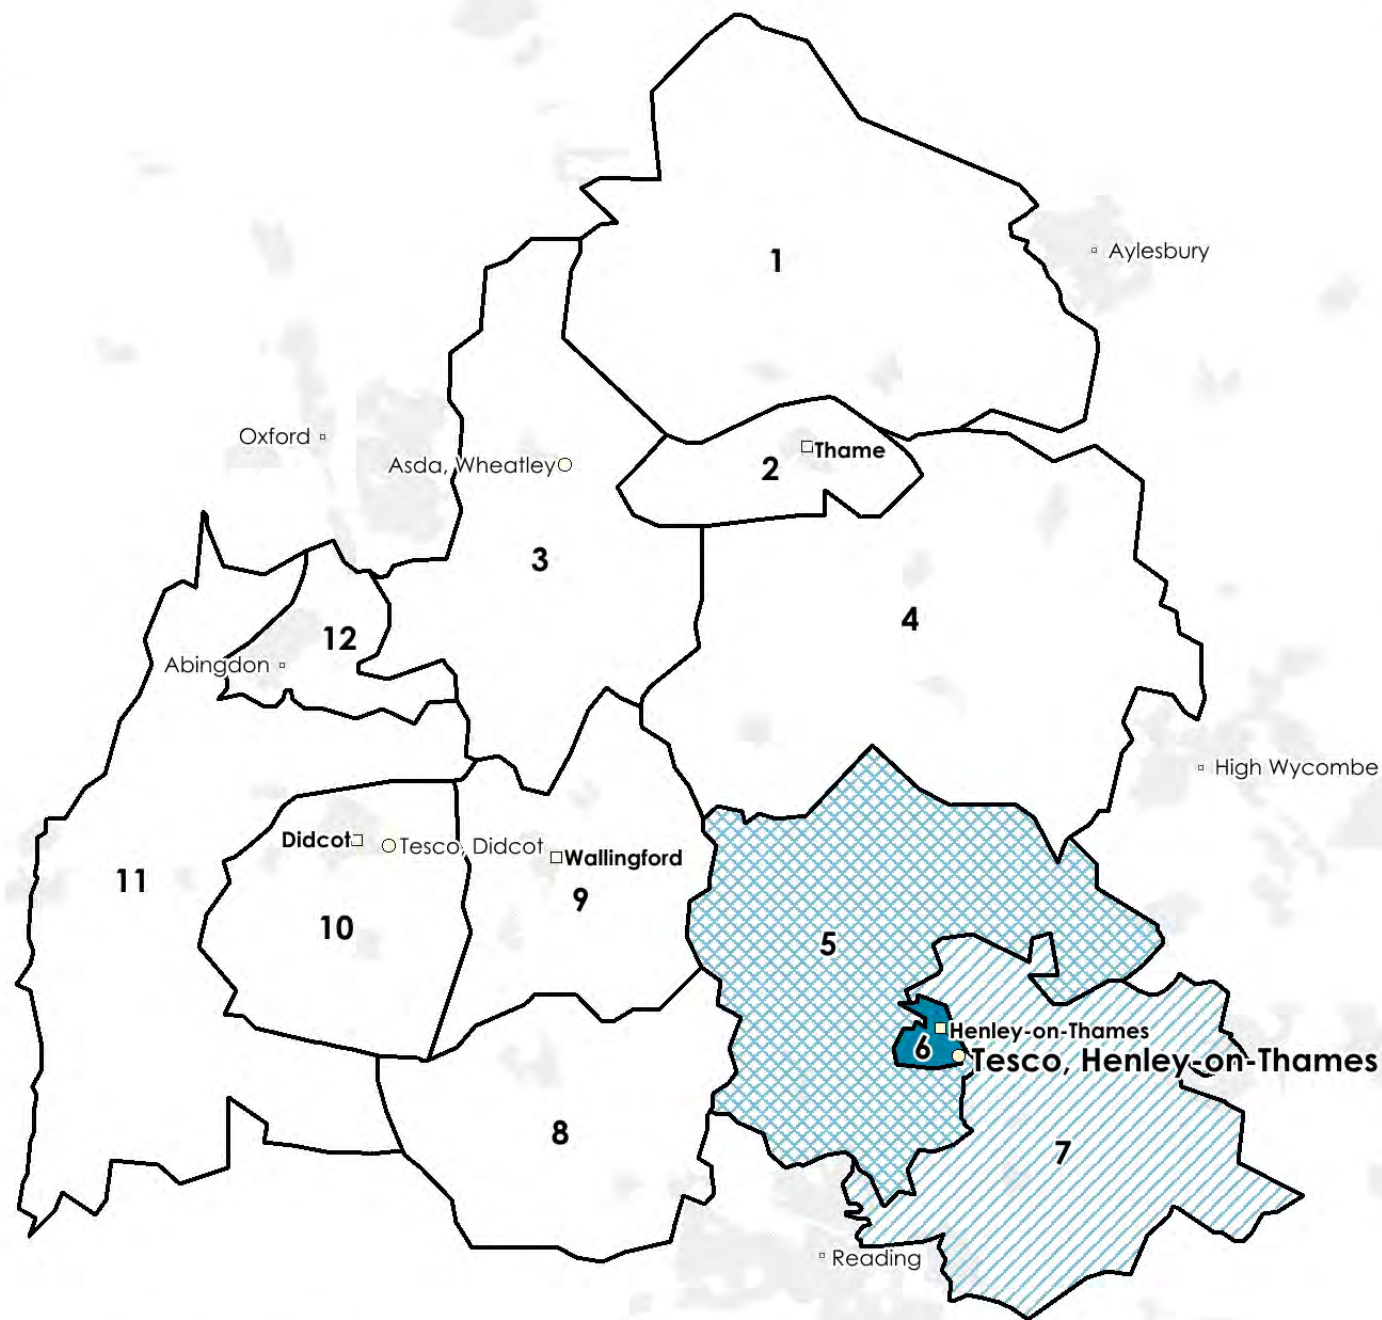 1
Aylesbury
Oxford
Asda, Wheatley
2
Thame
3
4
12
Abingdon
High Wycombe
Didcot
Tesco, Didcot
Wallingford
11
9
10
5
Henley-on-Thames
6
Tesco, Henley-on-Thames
8
7
Reading